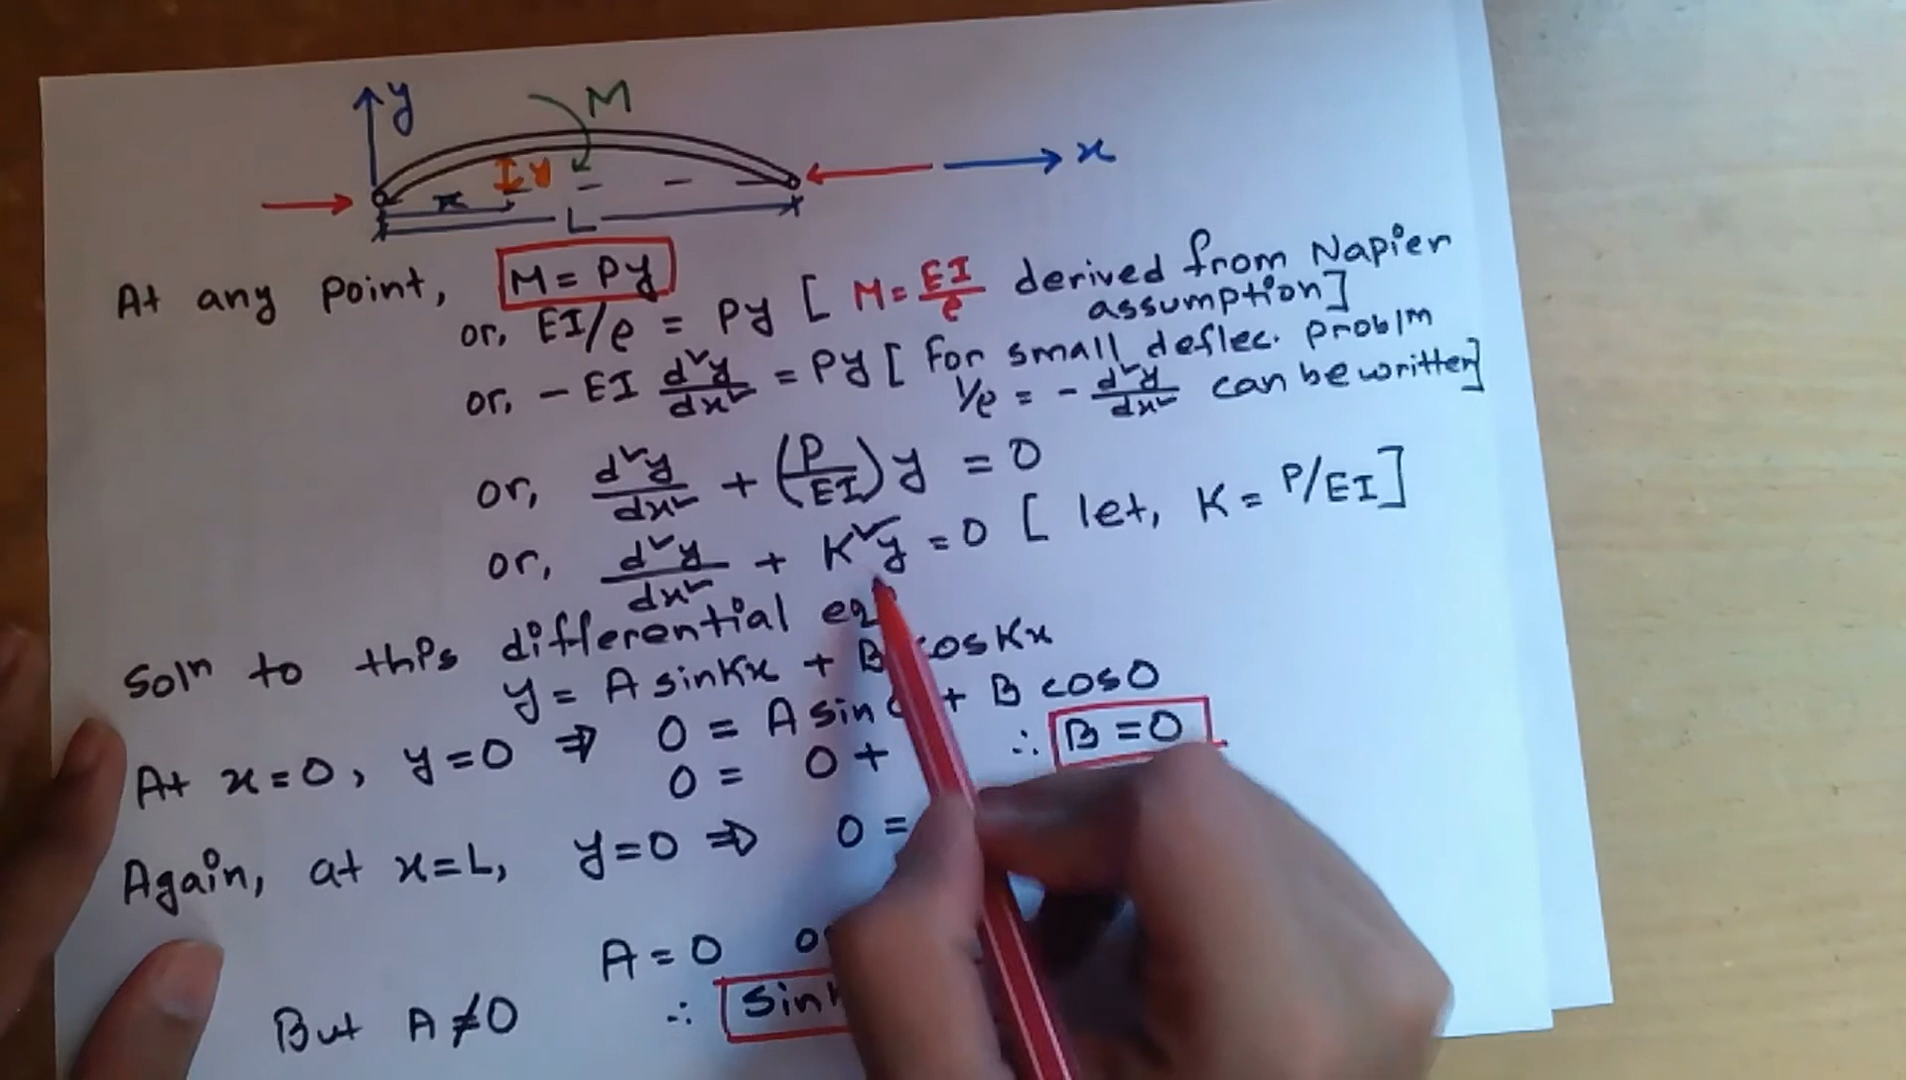 y
M
x
y
x
L
At any point, M = Py
or, EI/ρ = Py [ M = EI/ρ derived from Napier assumption]
or, - EI d²y/dx² = Py [ For small deflec. problm 1/ρ = - d²y/dx² can be written]
or, d²y/dx² + (P/EI) y = 0
or, d²y/dx² + K²y = 0 [ let, K = P/EI]
Soln to this differential
y = A sinKx + B cosKx
At x=0, y=0 ⇒ 0 = A sin + B cos0
0 = 0 + ∴ B = 0
Again, at x=L, y=0 ⇒ 0 =
A = 0
But A≠0 ∴ sin